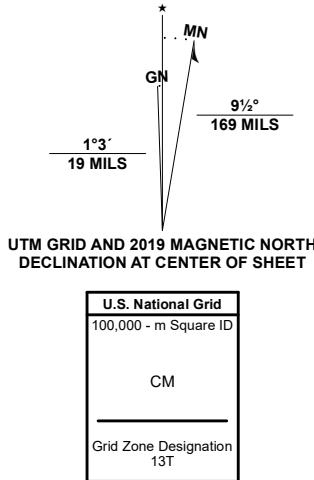 ★
MN
GN
9½°
169 MILS
1°3´
19 MILS
UTM GRID AND 2019 MAGNETIC NORTH
DECLINATION AT CENTER OF SHEET
U.S. National Grid
100,000 - m Square ID
CM
Grid Zone Designation
13T